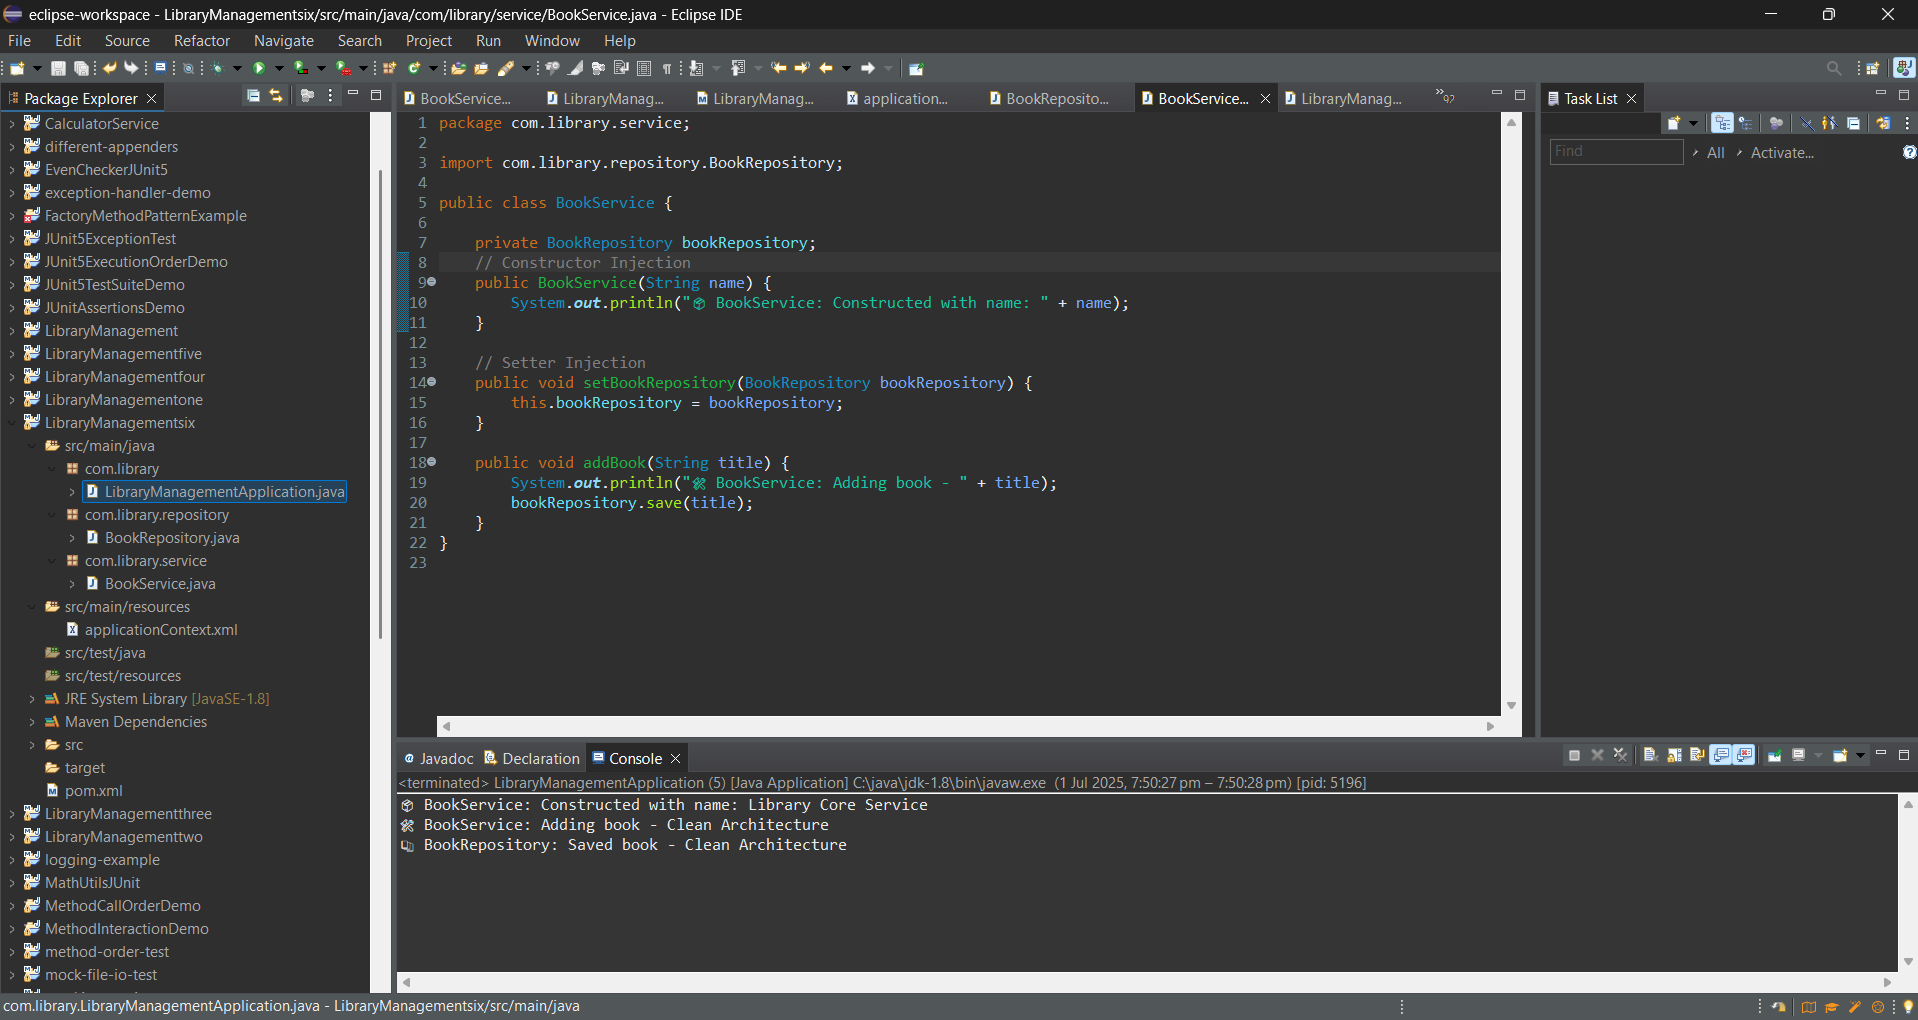 eclipse-workspace - LibraryManagementsix/src/main/java/com/library/service/BookService.java - Eclipse IDE
File Edit Source Refactor Navigate Search Project Run Window Help
Package Explorer
CalculatorService
different-appenders
EvenCheckerJUnit5
exception-handler-demo
FactoryMethodPatternExample
JUnit5ExceptionTest
JUnit5ExecutionOrderDemo
JUnit5TestSuiteDemo
JUnitAssertionsDemo
LibraryManagement
LibraryManagementfive
LibraryManagementfour
LibraryManagementone
LibraryManagementsix
src/main/java
com.library
LibraryManagementApplication.java
com.library.repository
BookRepository.java
com.library.service
BookService.java
src/main/resources
applicationContext.xml
src/test/java
src/test/resources
JRE System Library [JavaSE-1.8]
Maven Dependencies
src
target
pom.xml
LibraryManagementthree
LibraryManagementtwo
logging-example
MathUtilsJUnit
MethodCallOrderDemo
MethodInteractionDemo
method-order-test
mock-file-io-test
BookService... LibraryManag... LibraryManag... application... BookReposito... BookService... LibraryManag... »97
1 package com.library.service;
2
3 import com.library.repository.BookRepository;
4
5 public class BookService {
6
7 private BookRepository bookRepository;
8 // Constructor Injection
9 public BookService(String name) {
10 System.out.println("📦 BookService: Constructed with name: " + name);
11 }
12
13 // Setter Injection
14 public void setBookRepository(BookRepository bookRepository) {
15 this.bookRepository = bookRepository;
16 }
17
18 public void addBook(String title) {
19 System.out.println("🛠 BookService: Adding book - " + title);
20 bookRepository.save(title);
21 }
22 }
23
Task List
Find All Activate...
Javadoc Declaration Console
<terminated> LibraryManagementApplication (5) [Java Application] C:\java\jdk-1.8\bin\javaw.exe (1 Jul 2025, 7:50:27 pm – 7:50:28 pm) [pid: 5196]
📦 BookService: Constructed with name: Library Core Service
🛠 BookService: Adding book - Clean Architecture
BookRepository: Saved book - Clean Architecture
com.library.LibraryManagementApplication.java - LibraryManagementsix/src/main/java